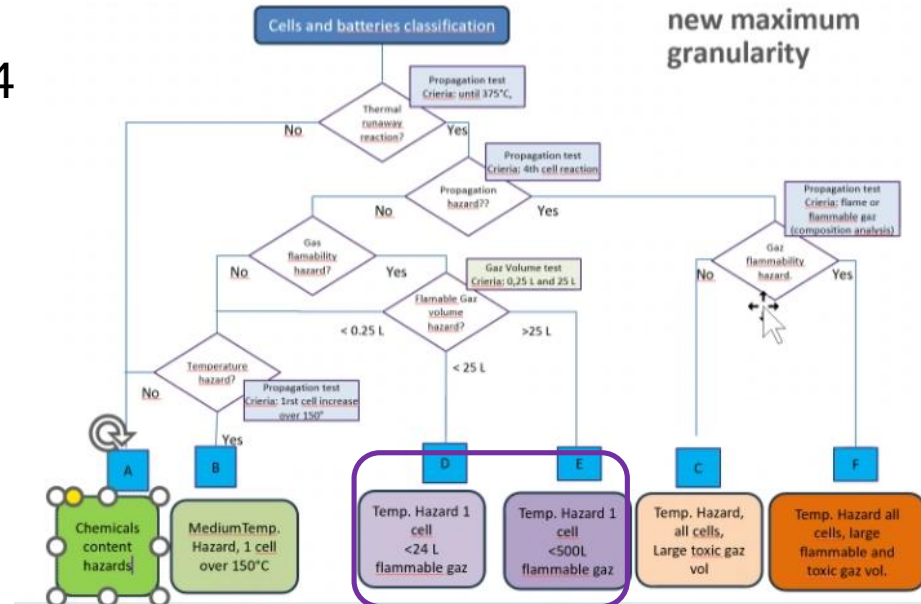 new maximum
granularity
4
Cells and batteries classification
Propagation test
Crieria: until 375°C,
Thermal
runaway
reaction?
No
Yes
Propagation test
Crieria: 4th cell reaction
Propagation
hazard??
No
Yes
Propagation test
Crieria: flame or
flammable gaz
(composition analysis)
Gas
flamability
hazard?
No
Yes
Gaz
flammability
hazard.
No
Yes
Gaz Volume test
Crieria: 0,25 L and 25 L
Flamable Gaz
volume
hazard?
< 0.25 L
>25 L
< 25 L
Temperature
hazard?
No
Propagation test
Crieria: 1rst cell increase
over 150°
Yes
A
B
D
E
C
F
Chemicals
content
hazards
MediumTemp.
Hazard, 1 cell
over 150°C
Temp. Hazard 1
cell
<24 L
flammable gaz
Temp. Hazard 1
cell
<500L
flammable gaz
Temp. Hazard,
all cells,
Large toxic gaz
vol
Temp. Hazard all
cells, large
flammable and
toxic gaz vol.